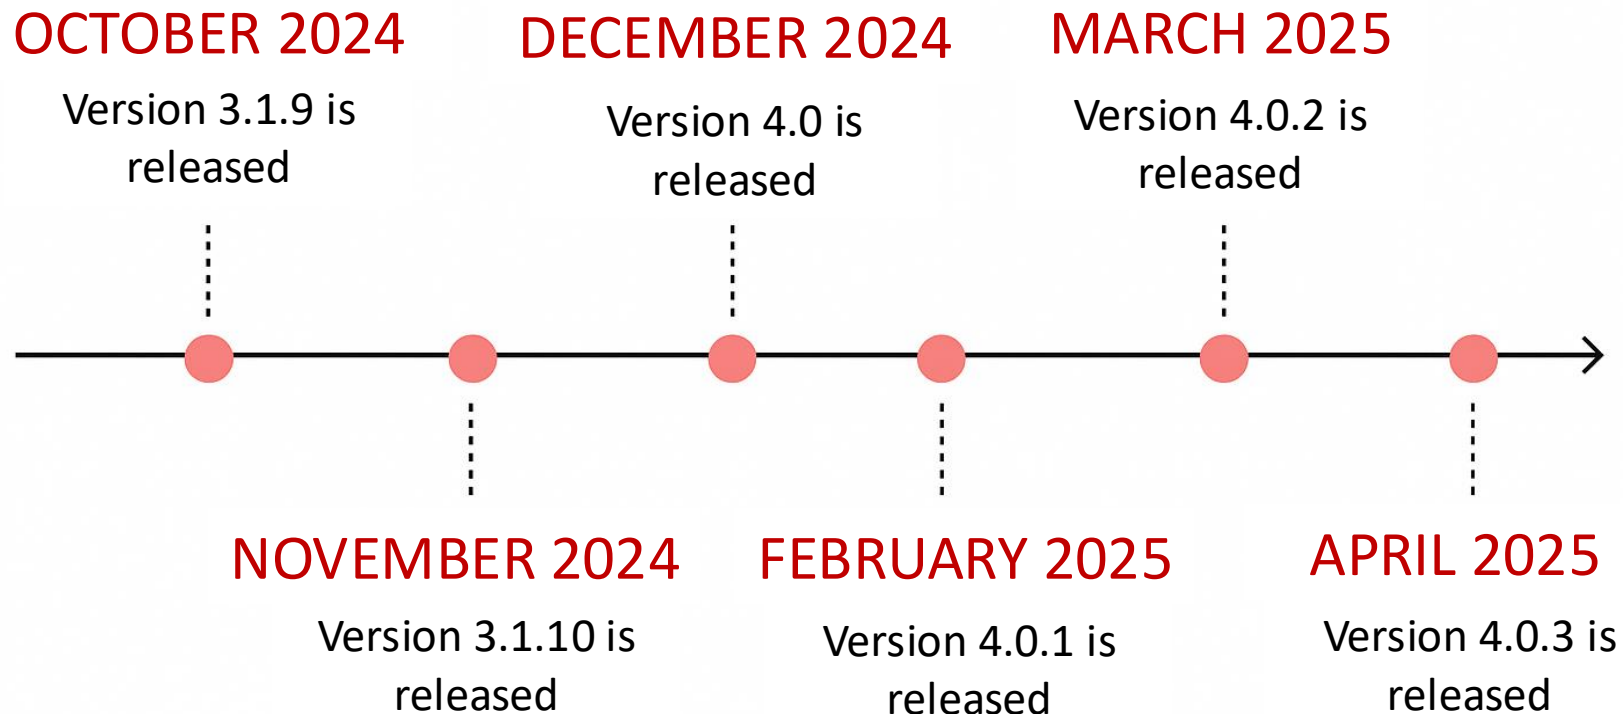 OCTOBER 2024
Version 3.1.9 is
released
NOVEMBER 2024
Version 3.1.10 is
released
DECEMBER 2024
Version 4.0 is
released
FEBRUARY 2025
Version 4.0.1 is
released
MARCH 2025
Version 4.0.2 is
released
APRIL 2025
Version 4.0.3 is
released